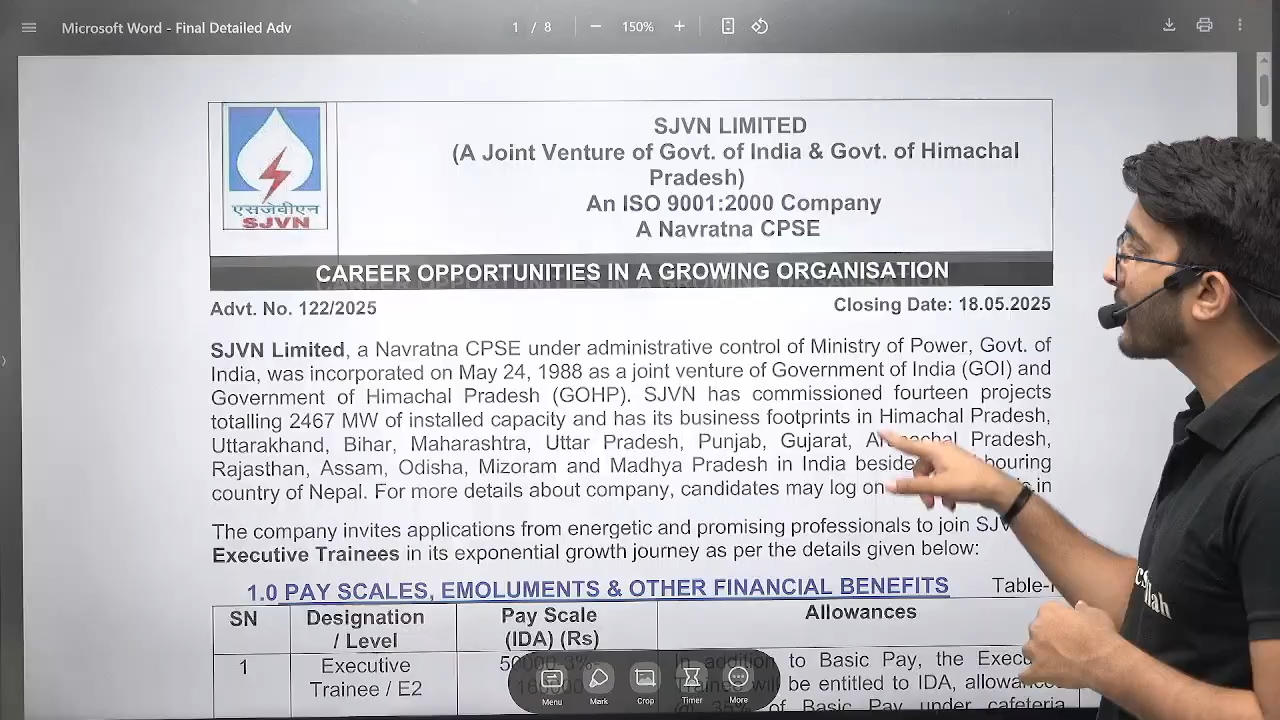 Microsoft Word - Final Detailed Adv
1 / 8
150%
SJVN LIMITED
(A Joint Venture of Govt. of India & Govt. of Himachal
Pradesh)
An ISO 9001:2000 Company
A Navratna CPSE
एसजेवीएन
SJVN
CAREER OPPORTUNITIES IN A GROWING ORGANISATION
Advt. No. 122/2025
Closing Date: 18.05.2025
SJVN Limited, a Navratna CPSE under administrative control of Ministry of Power, Govt. of
India, was incorporated on May 24, 1988 as a joint venture of Government of India (GOI) and
Government of Himachal Pradesh (GOHP). SJVN has commissioned fourteen projects
totalling 2467 MW of installed capacity and has its business footprints in Himachal Pradesh,
Uttarakhand, Bihar, Maharashtra, Uttar Pradesh, Punjab, Gujarat, Pradesh,
Rajasthan, Assam, Odisha, Mizoram and Madhya Pradesh in India
country of Nepal. For more details about company, candidates may log on in
The company invites applications from energetic and promising professionals to join
Executive Trainees in its exponential growth journey as per the details given below:
1.0 PAY SCALES, EMOLUMENTS & OTHER FINANCIAL BENEFITS
Table-
SN
Designation
/ Level
Pay Scale
(IDA) (Rs)
Allowances
1
Executive
Trainee / E2
50000-3%
160000
In addition to Basic Pay, the
be entitled to IDA,
of Basic Pay under cafeteria
Menu
Mark
Crop
Timer
More